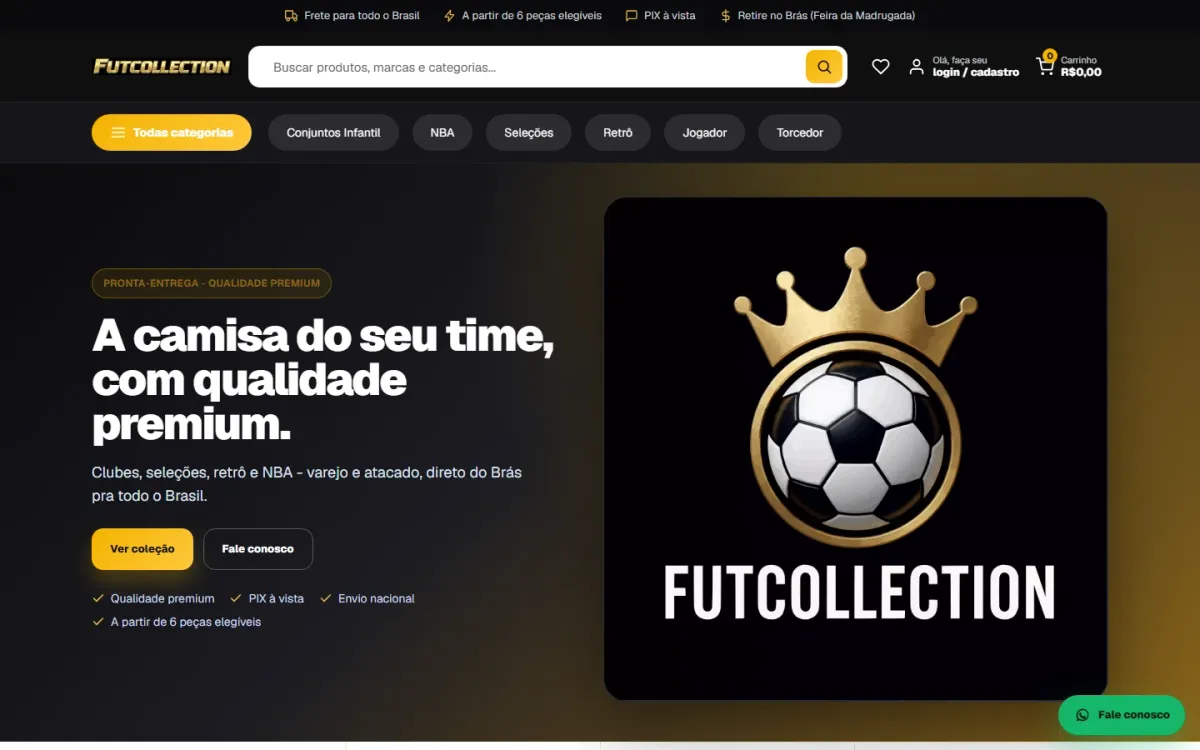 Frete para todo o Brasil
A partir de 6 peças elegíveis
PIX à vista
Retire no Brás (Feira da Madrugada)
FUTCOLLECTION
Buscar produtos, marcas e categorias...
Olá, faça seu
login / cadastro
0
Carrinho
R$0,00
Todas categorias
Conjuntos Infantil
NBA
Seleções
Retrô
Jogador
Torcedor
PRONTA-ENTREGA - QUALIDADE PREMIUM
A camisa do seu time,
com qualidade
premium.
Clubes, seleções, retrô e NBA - varejo e atacado, direto do Brás
pra todo o Brasil.
Ver coleção
Fale conosco
Qualidade premium
PIX à vista
Envio nacional
A partir de 6 peças elegíveis
FUTCOLLECTION
Fale conosco